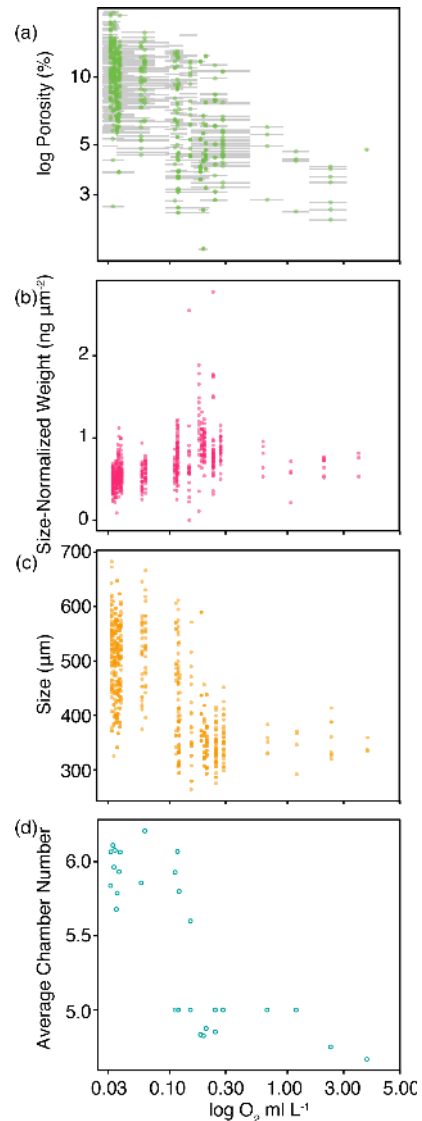 (a)
log Porosity (%)
10
5
3
(b)
Size-Normalized Weight (ng µm⁻²)
2
1
0
(c)
Size (µm)
700
600
500
400
300
(d)
Average Chamber Number
6.0
5.5
5.0
0.03 0.10 0.30 1.00 3.00 5.00
log O₂ ml L⁻¹